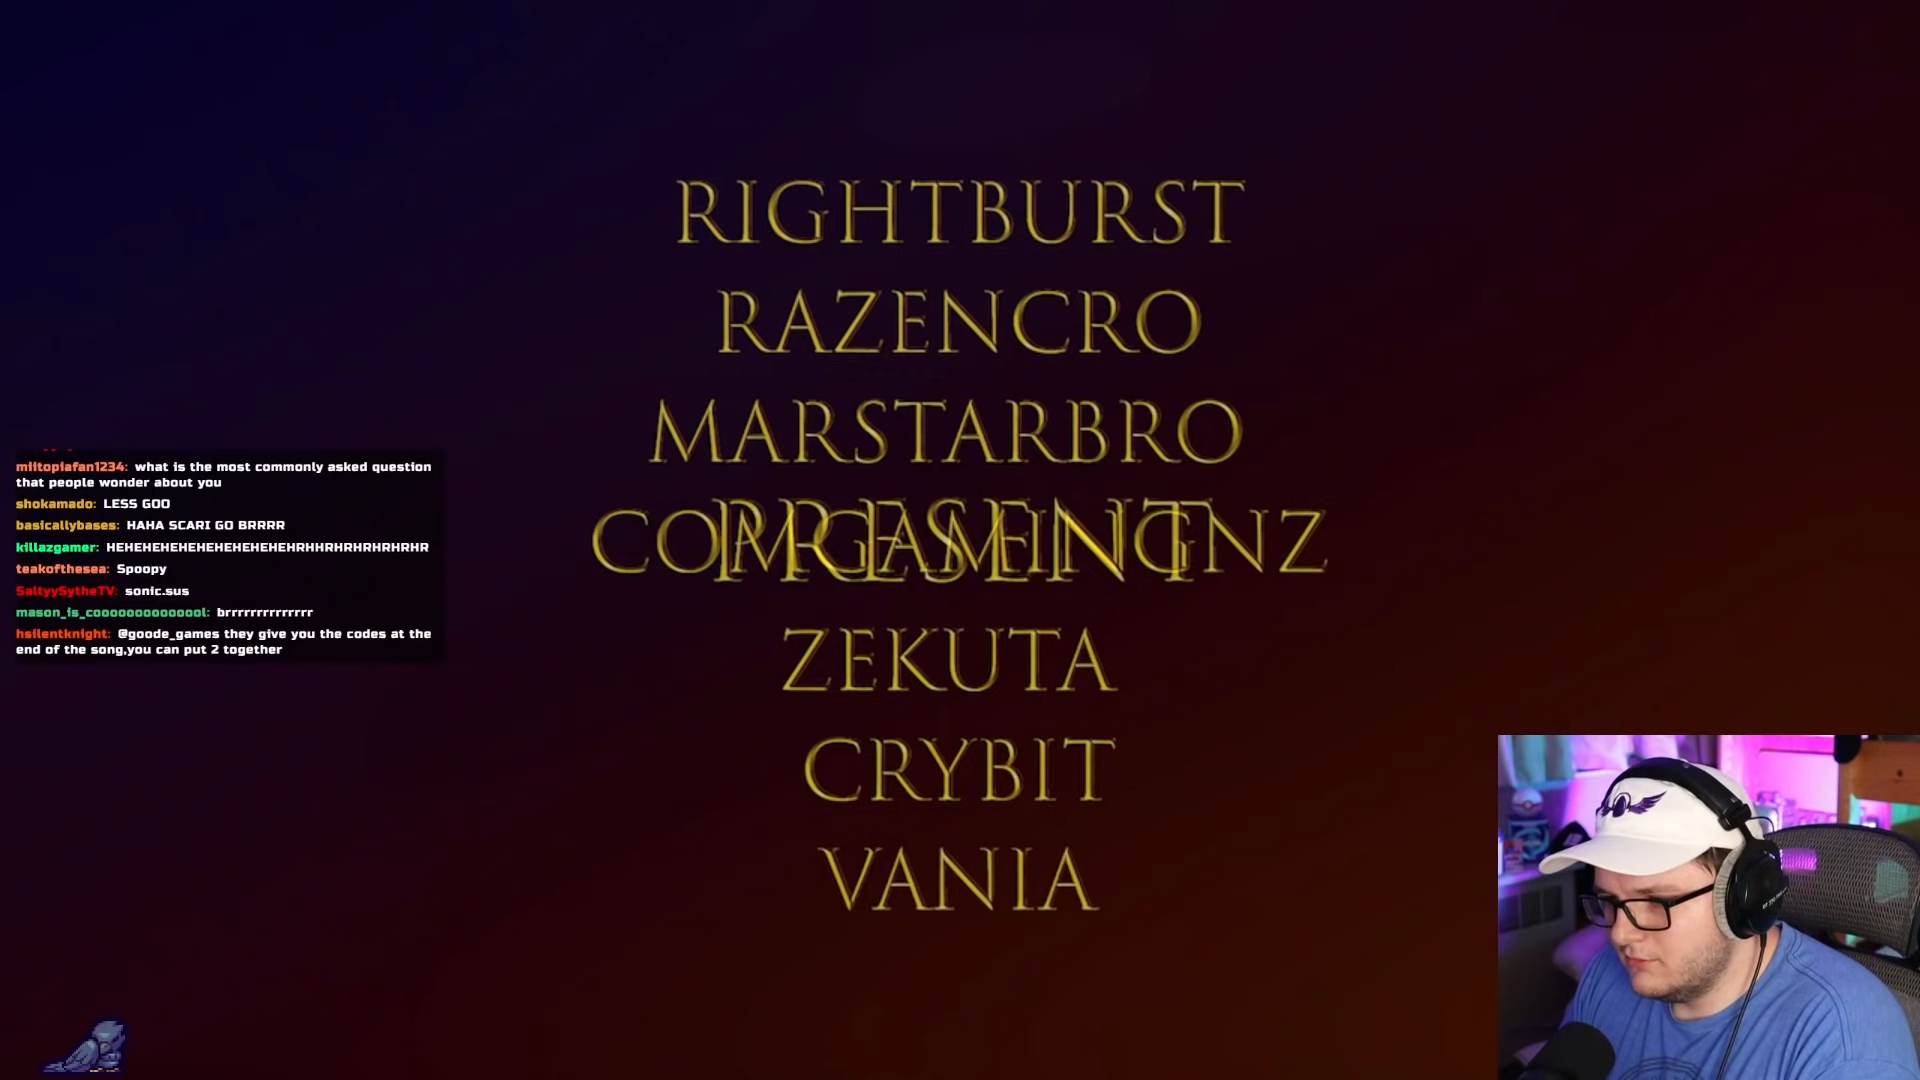 RIGHTBURST
RAZENCRO
MARSTARBRO
COMGAMINGNZ
PRESENT
ZEKUTA
CRYBIT
VANIA
miitopiafan1234: what is the most commonly asked question
that people wonder about you
shokamado: LESS GOO
basicallybases: HAHA SCARI GO BRRRR
killazgamer: HEHEHEHEHEHEHEHEHEHEHRHHRHRHRHRHRHR
teakofthesea: Spoopy
SaltyySytheTV: sonic.sus
mason_is_cooooooooooooool: brrrrrrrrrrrrrr
hsilentknight: @goode_games they give you the codes at the
end of the song,you can put 2 together